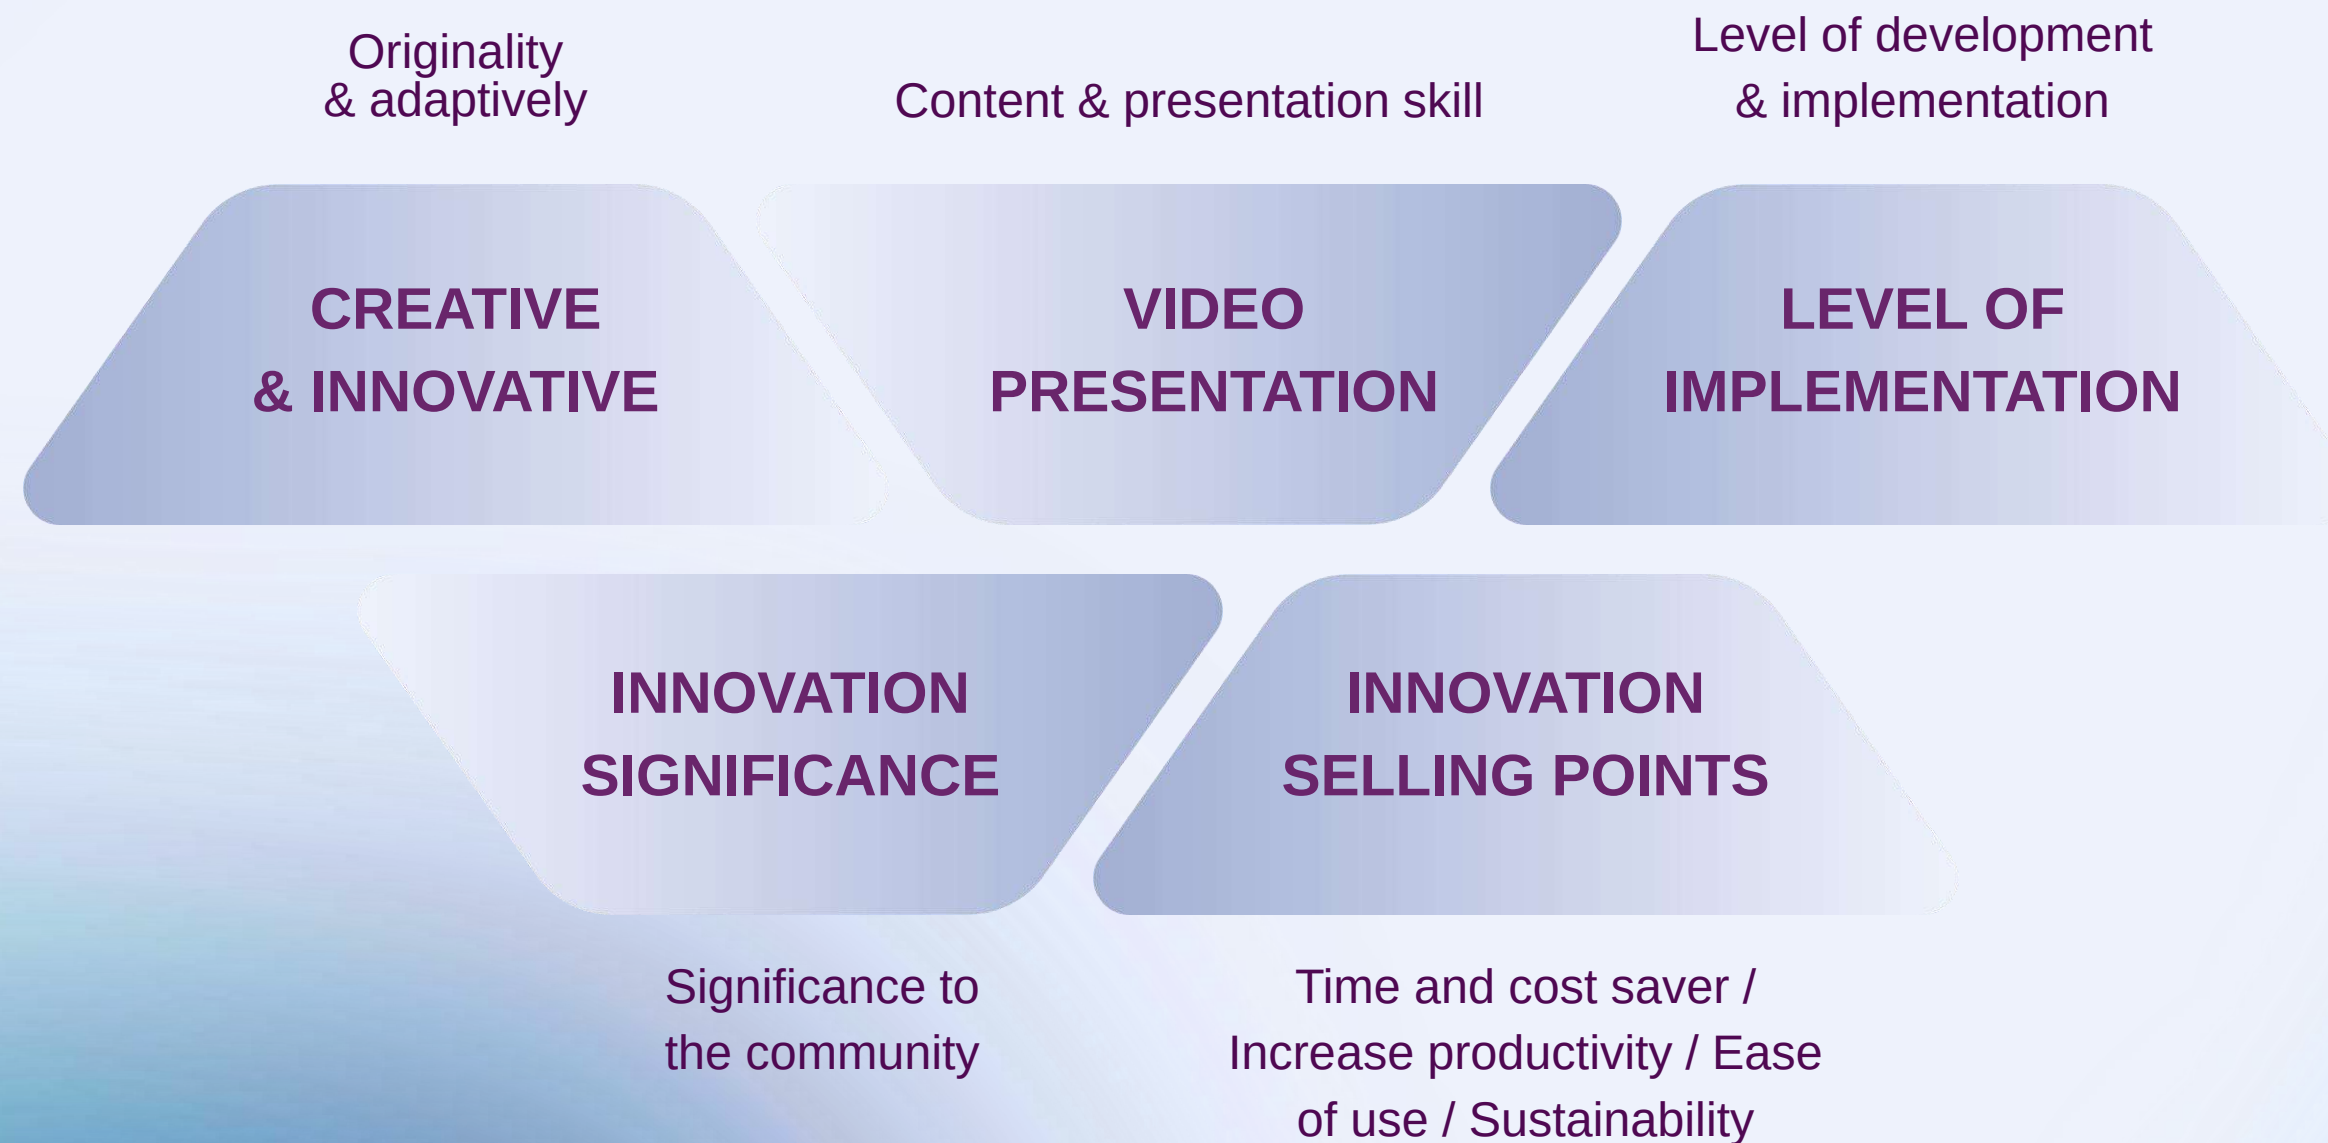 Originality
& adaptively
Content & presentation skill
Level of development
& implementation
CREATIVE
& INNOVATIVE
VIDEO
PRESENTATION
LEVEL OF
IMPLEMENTATION
INNOVATION
SIGNIFICANCE
INNOVATION
SELLING POINTS
Significance to
the community
Time and cost saver /
Increase productivity / Ease
of use / Sustainability